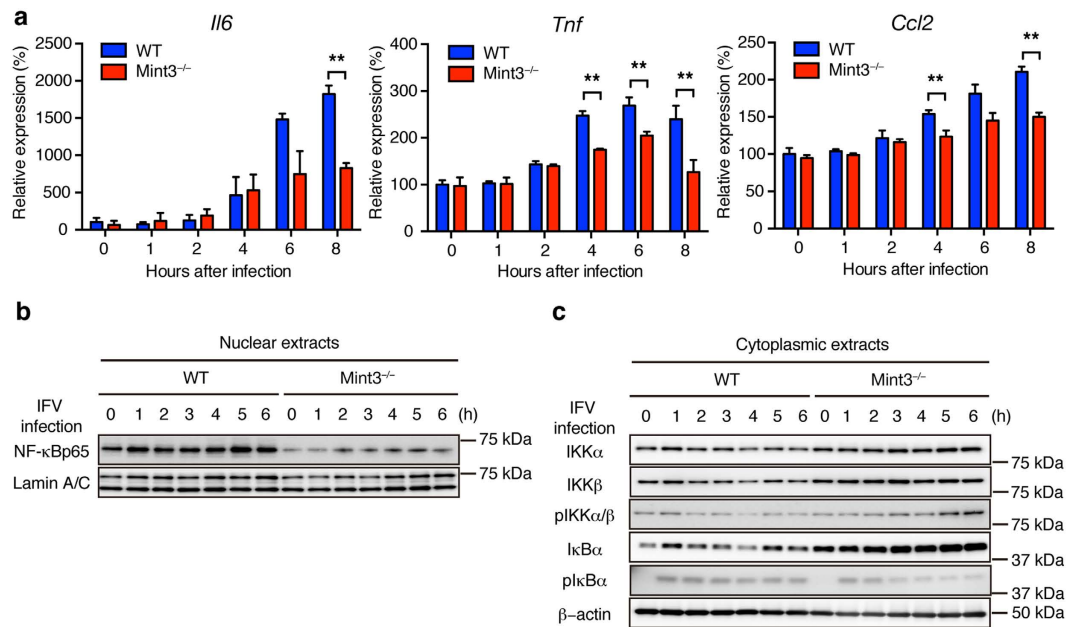 a
Il6
Relative expression (%)
2500
2000
1500
1000
500
0
WT
Mint3⁻/⁻
**
0 1 2 4 6 8
Hours after infection
Tnf
Relative expression (%)
400
300
200
100
0
WT
Mint3⁻/⁻
** ** **
0 1 2 4 6 8
Hours after infection
Ccl2
Relative expression (%)
250
200
150
100
50
0
WT
Mint3⁻/⁻
** **
0 1 2 4 6 8
Hours after infection
b
Nuclear extracts
WT Mint3⁻/⁻
IFV infection
0 1 2 3 4 5 6 0 1 2 3 4 5 6 (h)
NF-κBp65 75 kDa
Lamin A/C 75 kDa
c
Cytoplasmic extracts
WT Mint3⁻/⁻
IFV infection
0 1 2 3 4 5 6 0 1 2 3 4 5 6 (h)
IKKα 75 kDa
IKKβ 75 kDa
pIKKα/β 75 kDa
IκBα 37 kDa
pIκBα 37 kDa
β-actin 50 kDa